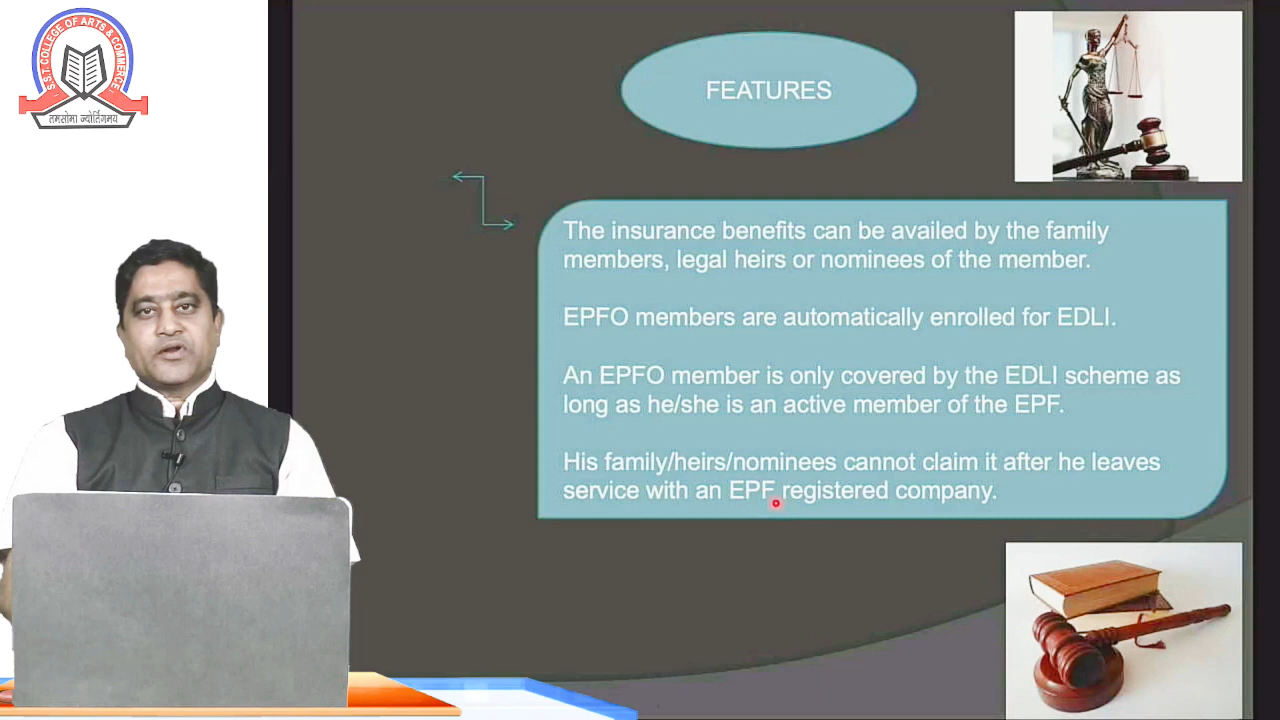 S.S.T. COLLEGE OF ARTS & COMMERCE
तमसोमा ज्योर्तिगमय
FEATURES
The insurance benefits can be availed by the family
members, legal heirs or nominees of the member.
EPFO members are automatically enrolled for EDLI.
An EPFO member is only covered by the EDLI scheme as
long as he/she is an active member of the EPF.
His family/heirs/nominees cannot claim it after he leaves
service with an EPF registered company.